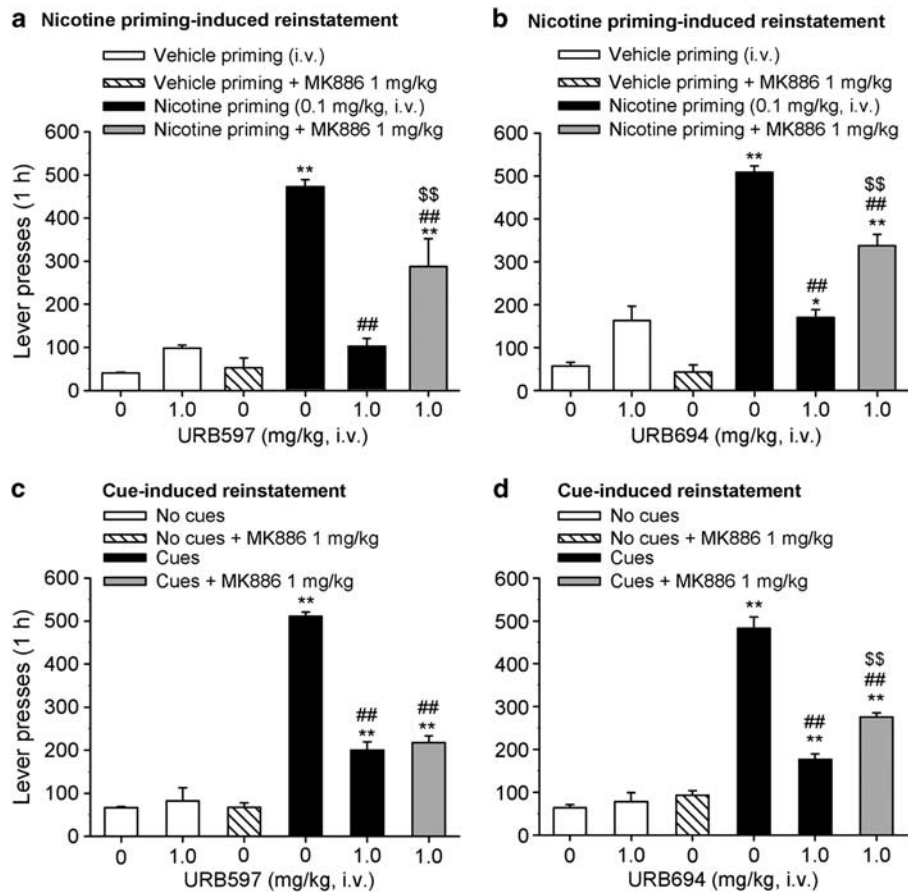 a Nicotine priming-induced reinstatement
Vehicle priming (i.v.)
Vehicle priming + MK886 1 mg/kg
Nicotine priming (0.1 mg/kg, i.v.)
Nicotine priming + MK886 1 mg/kg
Lever presses (1 h)
600
500
400
300
200
100
0
**
##
$$
##
**
0 1.0 0 0 1.0 1.0
URB597 (mg/kg, i.v.)
b Nicotine priming-induced reinstatement
Vehicle priming (i.v.)
Vehicle priming + MK886 1 mg/kg
Nicotine priming (0.1 mg/kg, i.v.)
Nicotine priming + MK886 1 mg/kg
600
500
400
300
200
100
0
**
##
*
$$
##
**
0 1.0 0 0 1.0 1.0
URB694 (mg/kg, i.v.)
c Cue-induced reinstatement
No cues
No cues + MK886 1 mg/kg
Cues
Cues + MK886 1 mg/kg
Lever presses (1 h)
600
500
400
300
200
100
0
**
##
**
##
**
0 1.0 0 0 1.0 1.0
URB597 (mg/kg, i.v.)
d Cue-induced reinstatement
No cues
No cues + MK886 1 mg/kg
Cues
Cues + MK886 1 mg/kg
600
500
400
300
200
100
0
**
##
**
$$
##
**
0 1.0 0 0 1.0 1.0
URB694 (mg/kg, i.v.)